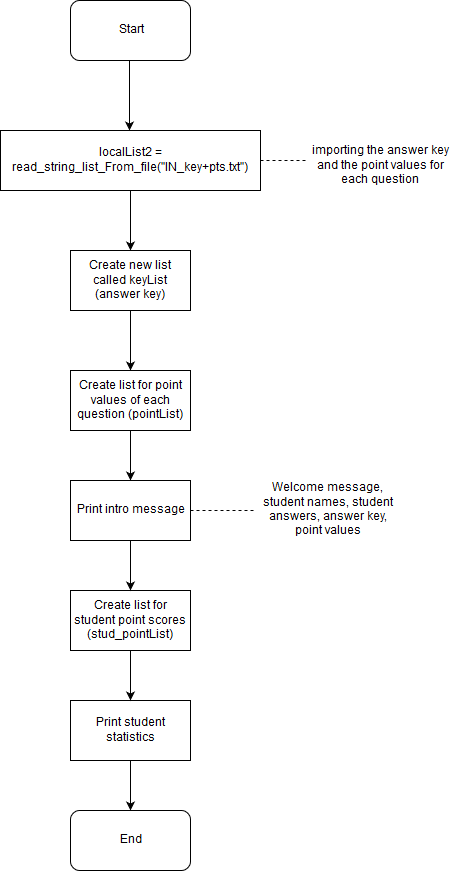 Start
localList2 =
read_string_list_From_file("IN_key+pts.txt")
importing the answer key
and the point values for
each question
Create new list
called keyList
(answer key)
Create list for point
values of each
question (pointList)
Print intro message
Welcome message,
student names, student
answers, answer key,
point values
Create list for
student point scores
(stud_pointList)
Print student
statistics
End